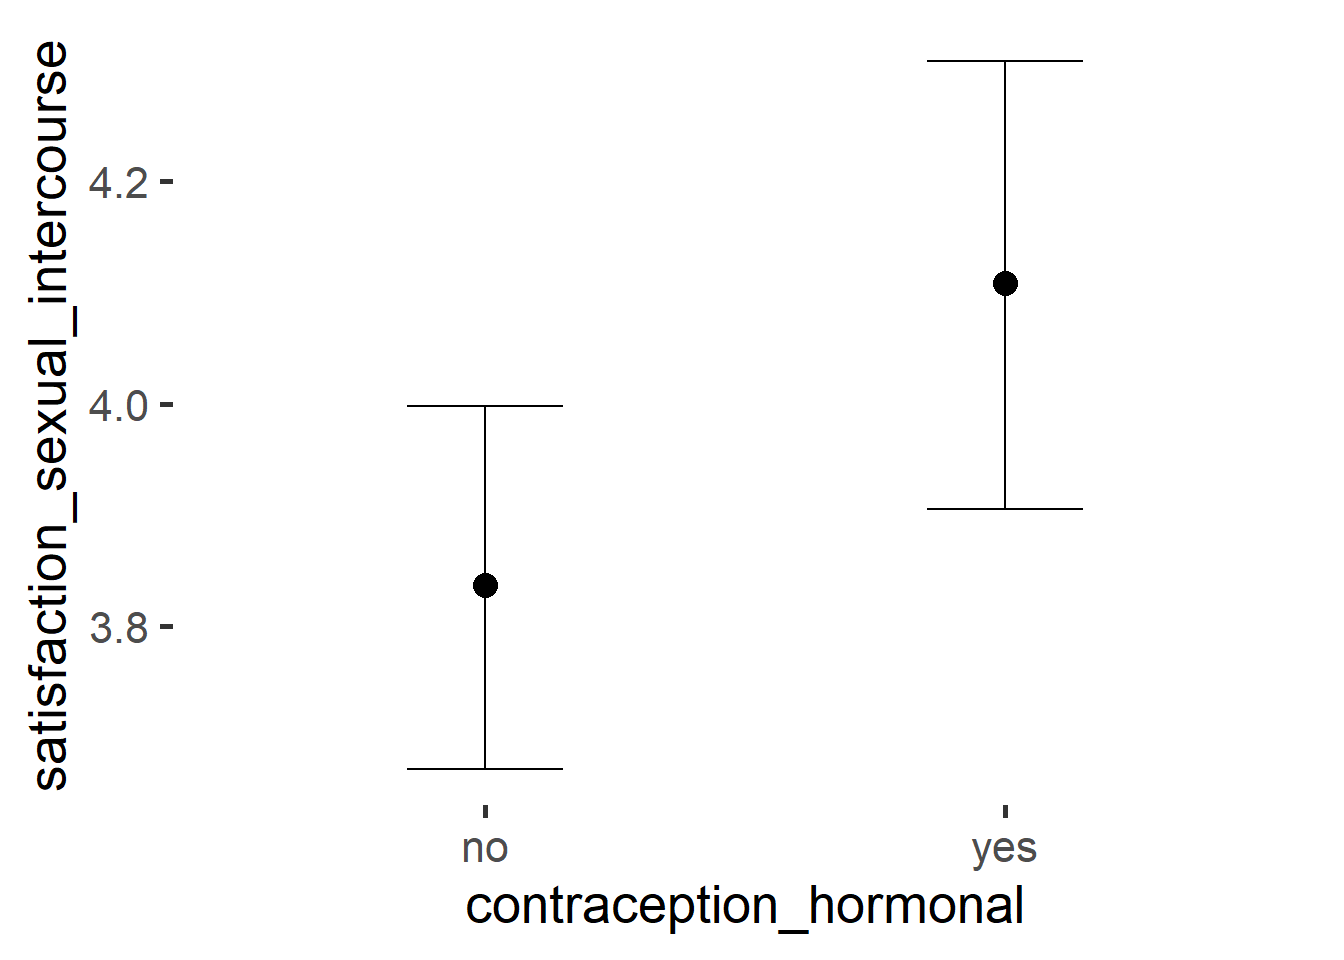 satisfaction_sexual_intercourse
4.2
4.0
3.8
no yes
contraception_hormonal